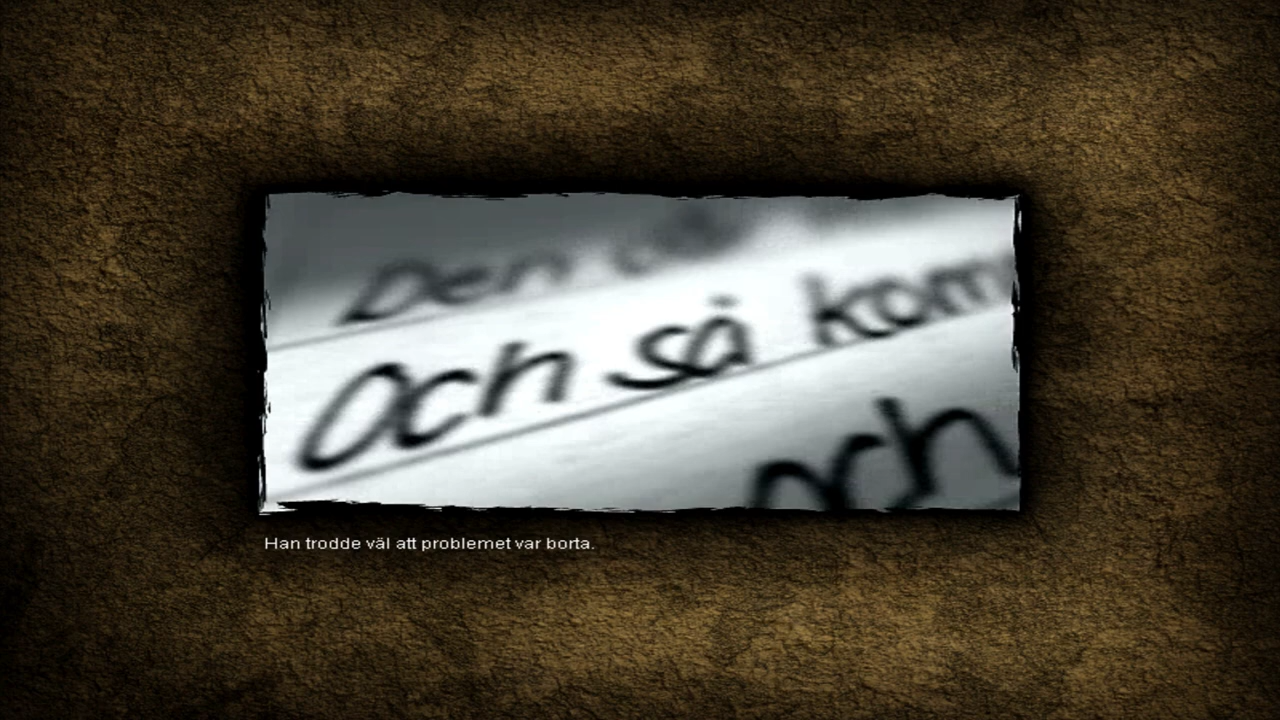 Den
Och så kom
och
Han trodde väl att problemet var borta.